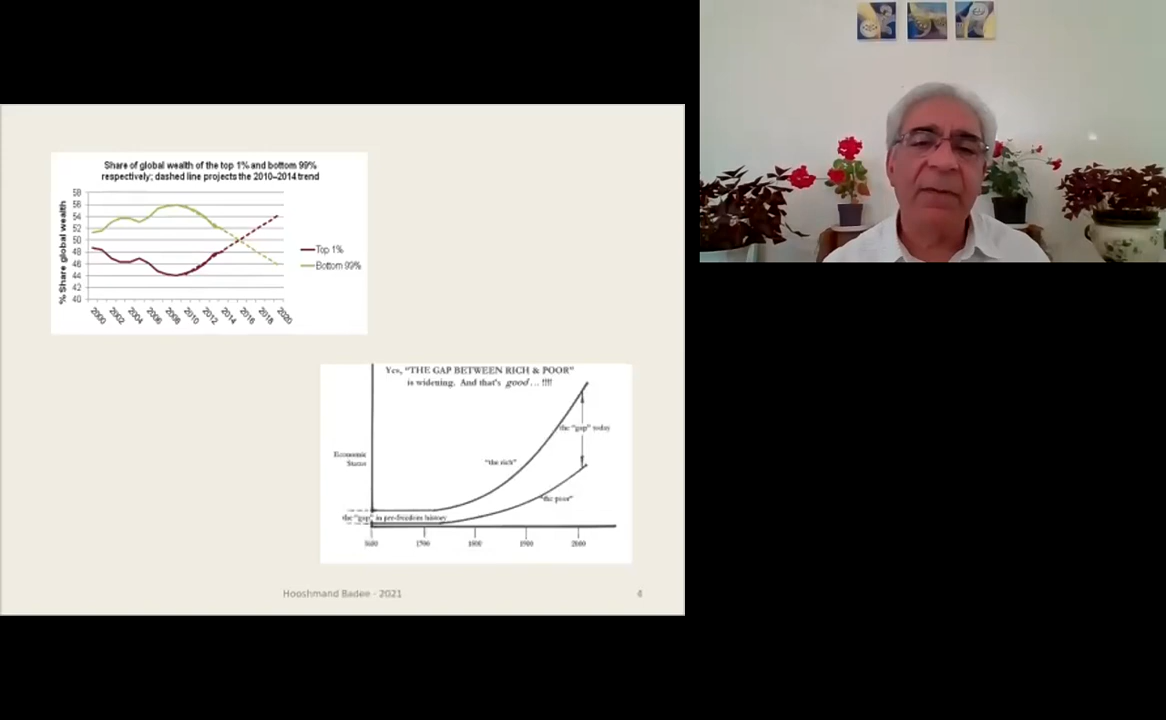 Share of global wealth of the top 1% and bottom 99%
respectively; dashed line projects the 2010–2014 trend
% Share global wealth
58
56
54
52
50
48
46
44
42
40
2000
2002
2004
2006
2008
2010
2012
2014
2016
2018
2020
Top 1%
Bottom 99%
Yes, "THE GAP BETWEEN RICH & POOR"
is widening. And that's good . . . !!!!
the "gap" today
Economic
Status
"the rich"
"the poor"
the "gap" in pre-freedom history
1600
1700
1800
1900
2000
Hooshmand Badee - 2021
4